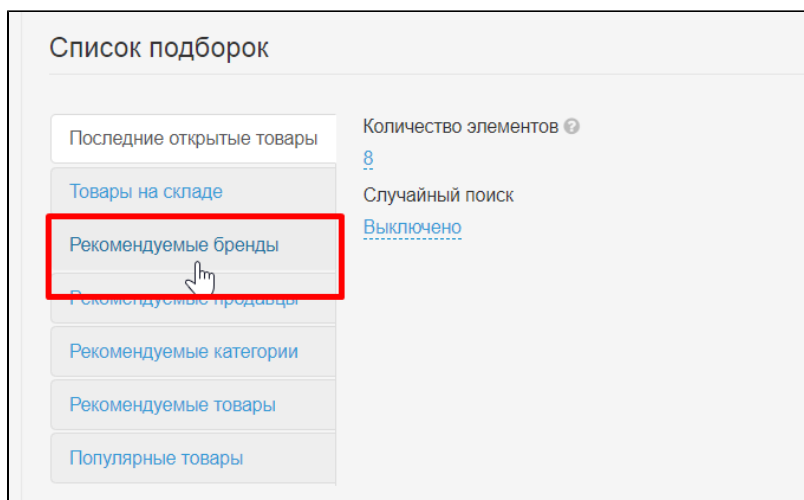 Список подборок
Последние открытые товары
Товары на складе
Рекомендуемые бренды
Рекомендуемые продавцы
Рекомендуемые категории
Рекомендуемые товары
Популярные товары
Количество элементов
8
Случайный поиск
Выключено